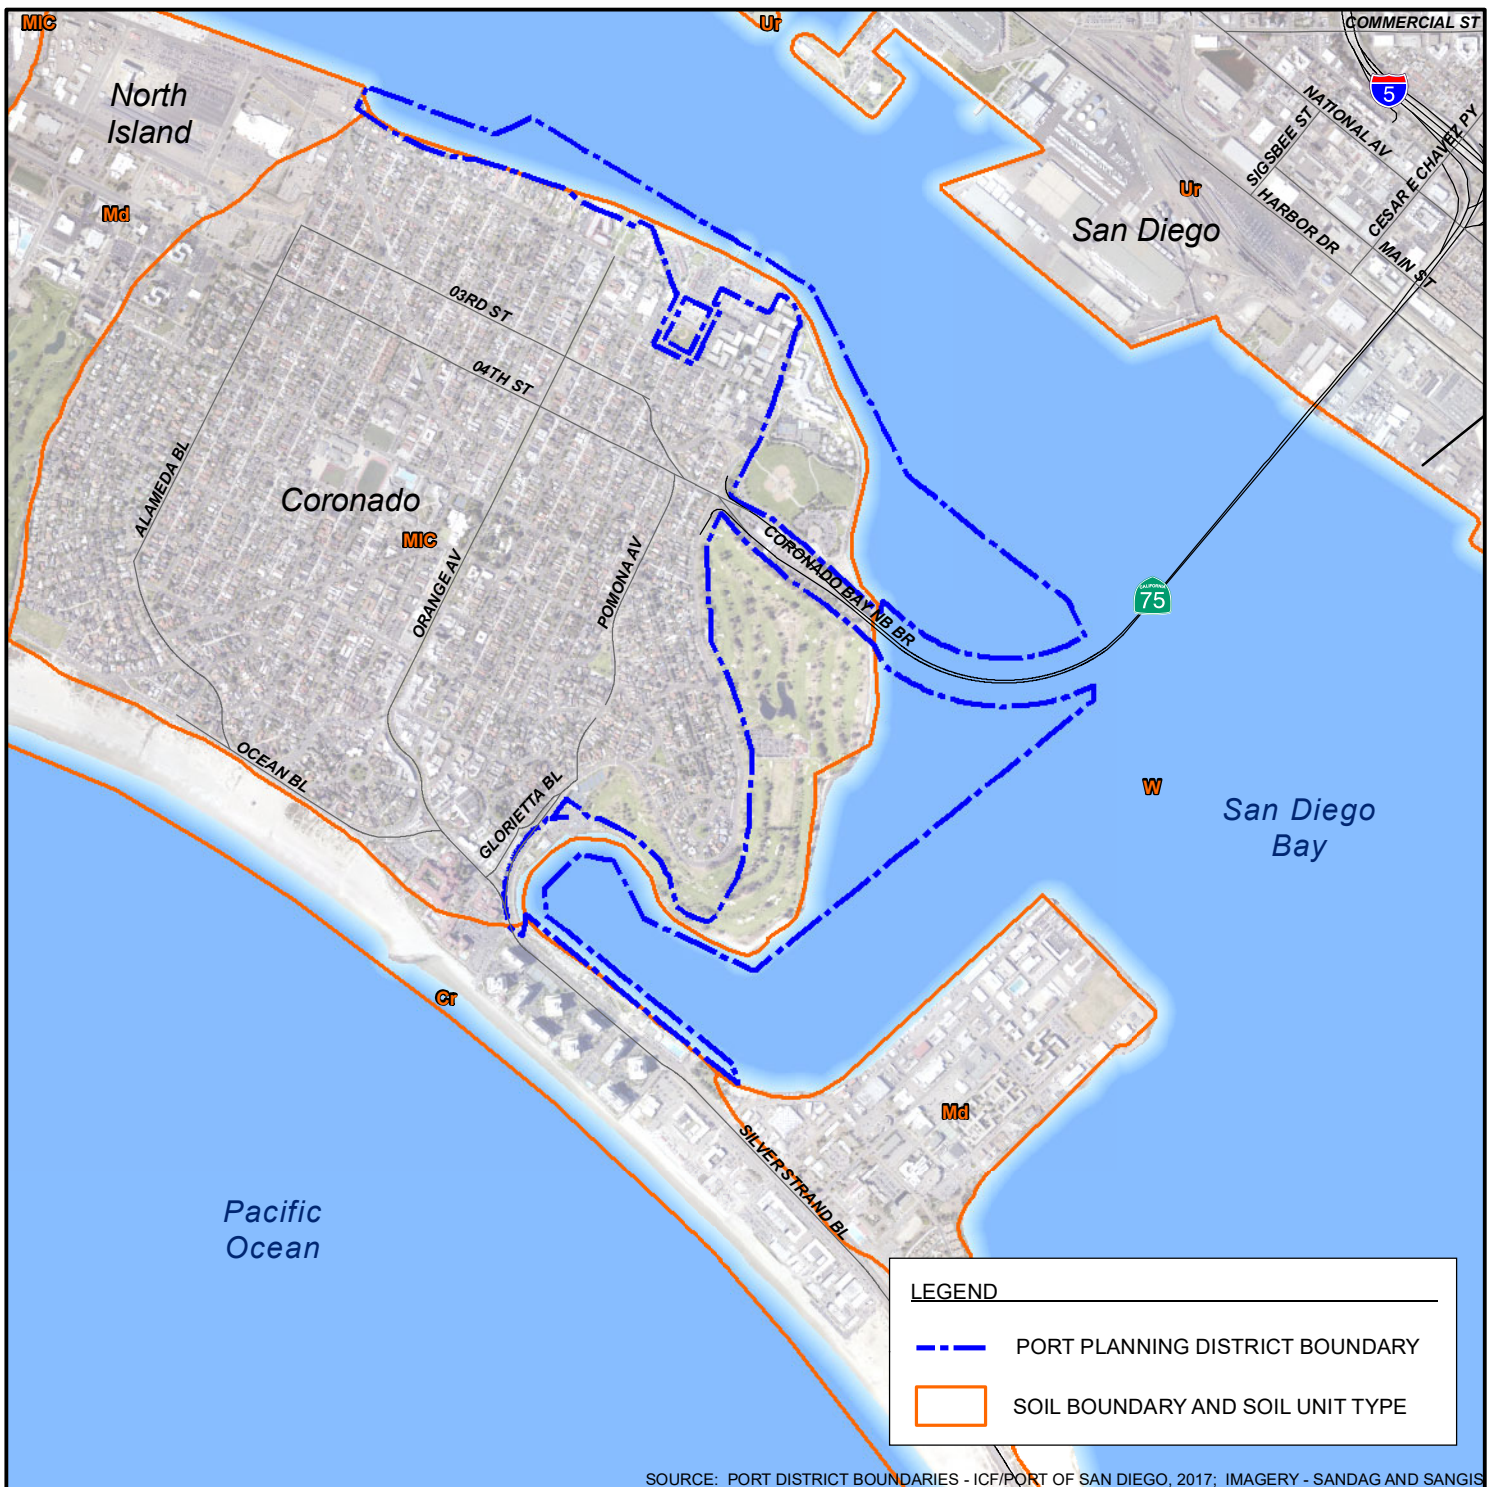 MlC
Ur
COMMERCIAL ST
North
Island
5
NATIONAL AV
SIGSBEE ST
CESAR E CHAVEZ PY
Md
Ur
San Diego
HARBOR DR
MAIN ST
03RD ST
04TH ST
ALAMEDA BL
Coronado
MlC
ORANGE AV
POMONA AV
CORONADO BAY NB BR
CALIFORNIA
75
OCEAN BL
GLORIETTA BL
W
San Diego
Bay
Cr
Md
SILVER STRAND BL
Pacific
Ocean
LEGEND
PORT PLANNING DISTRICT BOUNDARY
SOIL BOUNDARY AND SOIL UNIT TYPE
SOURCE: PORT DISTRICT BOUNDARIES - ICF/PORT OF SAN DIEGO, 2017; IMAGERY - SANDAG AND SANGIS